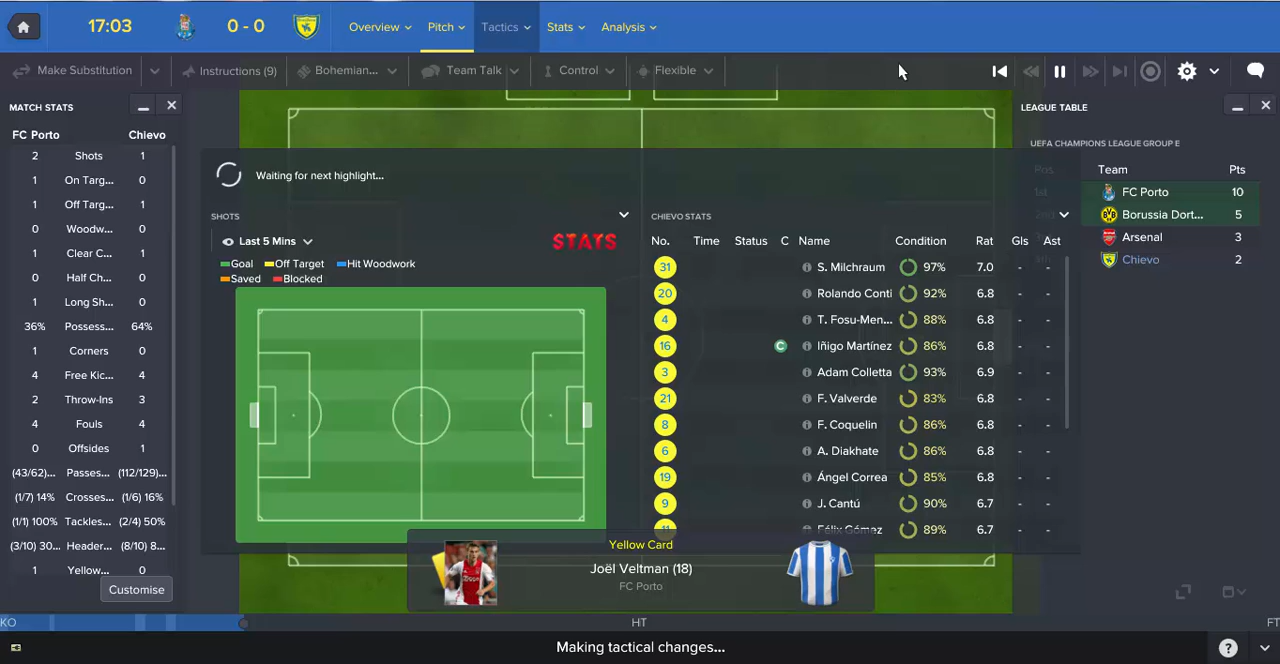 17:03 0 - 0 Overview Pitch Tactics Stats Analysis
Make Substitution Instructions (9) Bohemian... Team Talk Control Flexible
MATCH STATS
FC Porto Chievo
2 Shots 1
1 On Targ... 0
1 Off Targ... 1
0 Woodw... 0
1 Clear C... 1
0 Half Ch... 0
1 Long Sh... 0
36% Possess... 64%
1 Corners 0
4 Free Kic... 4
2 Throw-Ins 3
4 Fouls 4
0 Offsides 1
(43/62)... Passes... (112/129)...
(1/7) 14% Crosses... (1/6) 16%
(1/1) 100% Tackles... (2/4) 50%
(3/10) 30... Header... (8/10) 8...
1 Yellow... 0
Customise
Waiting for next highlight...
SHOTS
Last 5 Mins
STATS
Goal Off Target Hit Woodwork
Saved Blocked
CHIEVO STATS
No. Time Status C Name Condition Rat Gls Ast
31 S. Milchraum 97% 7.0 - -
20 Rolando Conti 92% 6.8 - -
4 T. Fosu-Men... 88% 6.8 - -
16 C Iñigo Martínez 86% 6.8 - -
3 Adam Colletta 93% 6.9 - -
21 F. Valverde 83% 6.8 - -
8 F. Coquelin 86% 6.8 - -
6 A. Diakhate 86% 6.8 - -
19 Ángel Correa 85% 6.8 - -
9 J. Cantú 90% 6.7 - -
11 Félix Gómez 89% 6.7 - -
LEAGUE TABLE
UEFA CHAMPIONS LEAGUE GROUP E
Pos. Team Pts
1st FC Porto 10
Borussia Dort... 5
Arsenal 3
Chievo 2
Yellow Card
Joël Veltman (18)
FC Porto
KO HT FT
Making tactical changes...
?